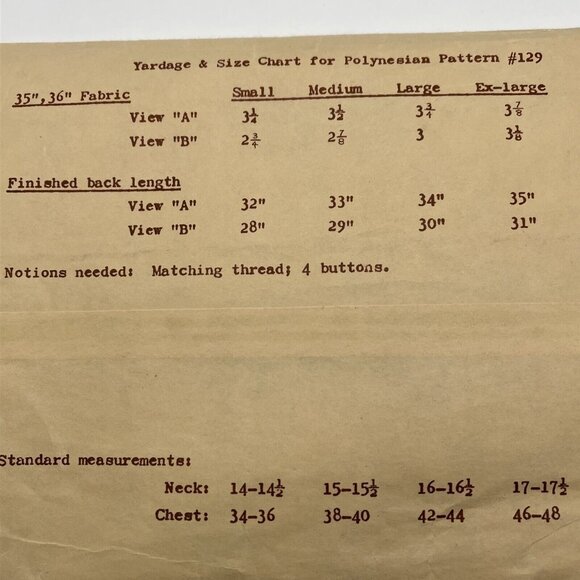 Yardage & Size Chart for Polynesian Pattern #129
35",36" Fabric Small Medium Large Ex-large
View "A" 3¼ 3½ 3¾ 3⅞
View "B" 2¾ 2⅞ 3 3⅛
Finished back length
View "A" 32" 33" 34" 35"
View "B" 28" 29" 30" 31"
Notions needed: Matching thread; 4 buttons.
Standard measurements:
Neck: 14-14½ 15-15½ 16-16½ 17-17½
Chest: 34-36 38-40 42-44 46-48